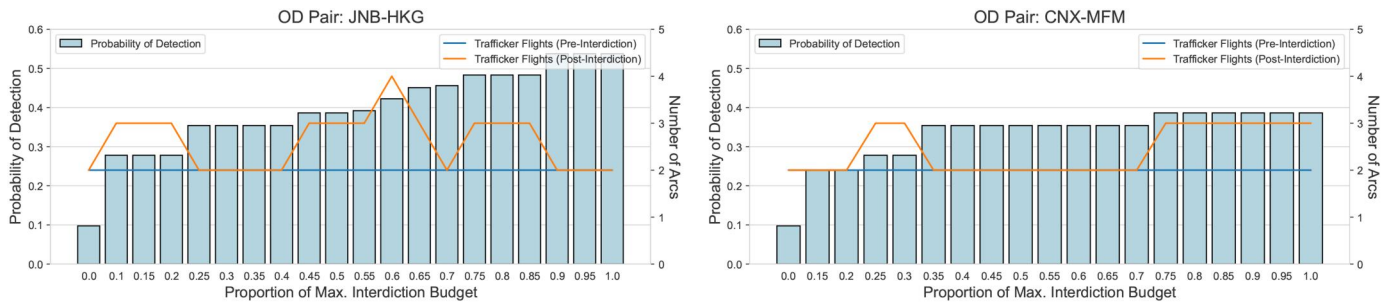 OD Pair: JNB-HKG
Probability of Detection
Trafficker Flights (Pre-Interdiction)
Trafficker Flights (Post-Interdiction)
Probability of Detection
0.6
0.5
0.4
0.3
0.2
0.1
0.0
Number of Arcs
5
4
3
2
1
0
0.0 0.1 0.15 0.2 0.25 0.3 0.35 0.4 0.45 0.5 0.55 0.6 0.65 0.7 0.75 0.8 0.85 0.9 0.95 1.0
Proportion of Max. Interdiction Budget
OD Pair: CNX-MFM
Probability of Detection
Trafficker Flights (Pre-Interdiction)
Trafficker Flights (Post-Interdiction)
Probability of Detection
0.6
0.5
0.4
0.3
0.2
0.1
0.0
Number of Arcs
5
4
3
2
1
0
0.0 0.15 0.2 0.25 0.3 0.35 0.4 0.45 0.5 0.55 0.6 0.65 0.7 0.75 0.8 0.85 0.9 0.95 1.0
Proportion of Max. Interdiction Budget